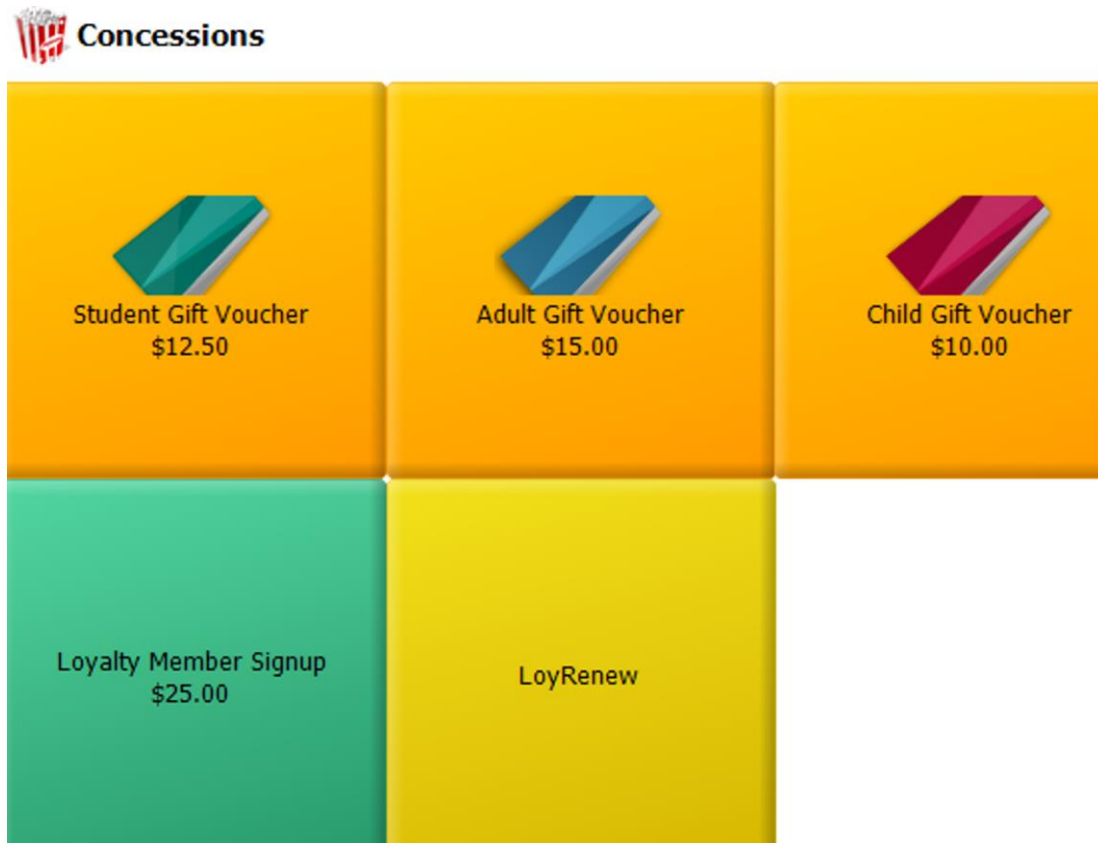 Concessions
Student Gift Voucher
$12.50
Adult Gift Voucher
$15.00
Child Gift Voucher
$10.00
Loyalty Member Signup
$25.00
LoyRenew